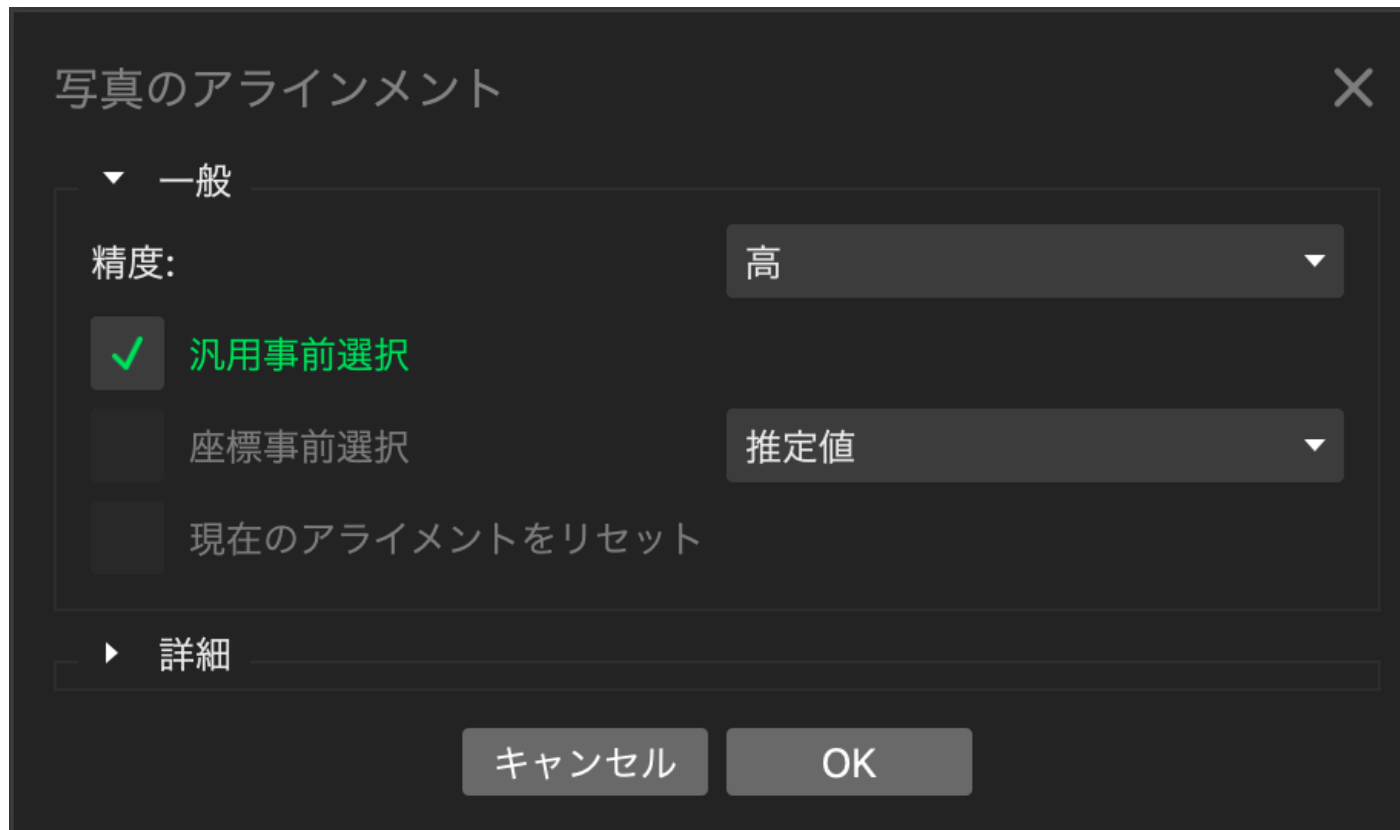 写真のアラインメント
一般
精度: 高
汎用事前選択
座標事前選択 推定値
現在のアライメントをリセット
詳細
キャンセル OK